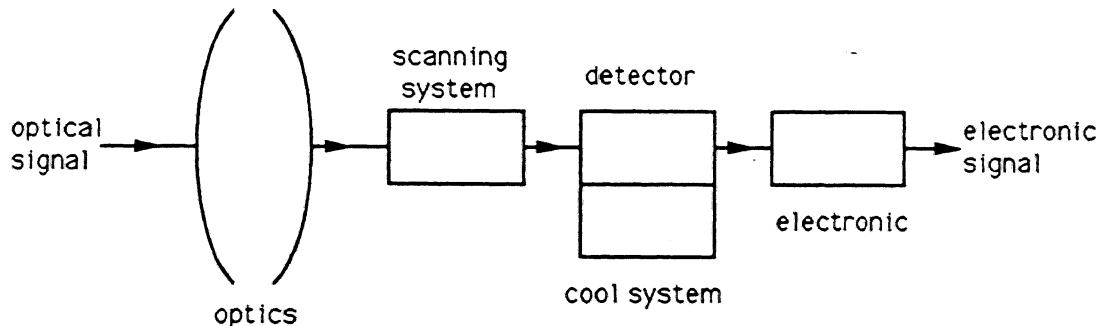 optical
signal
optics
scanning
system
detector
cool system
electronic
electronic
signal